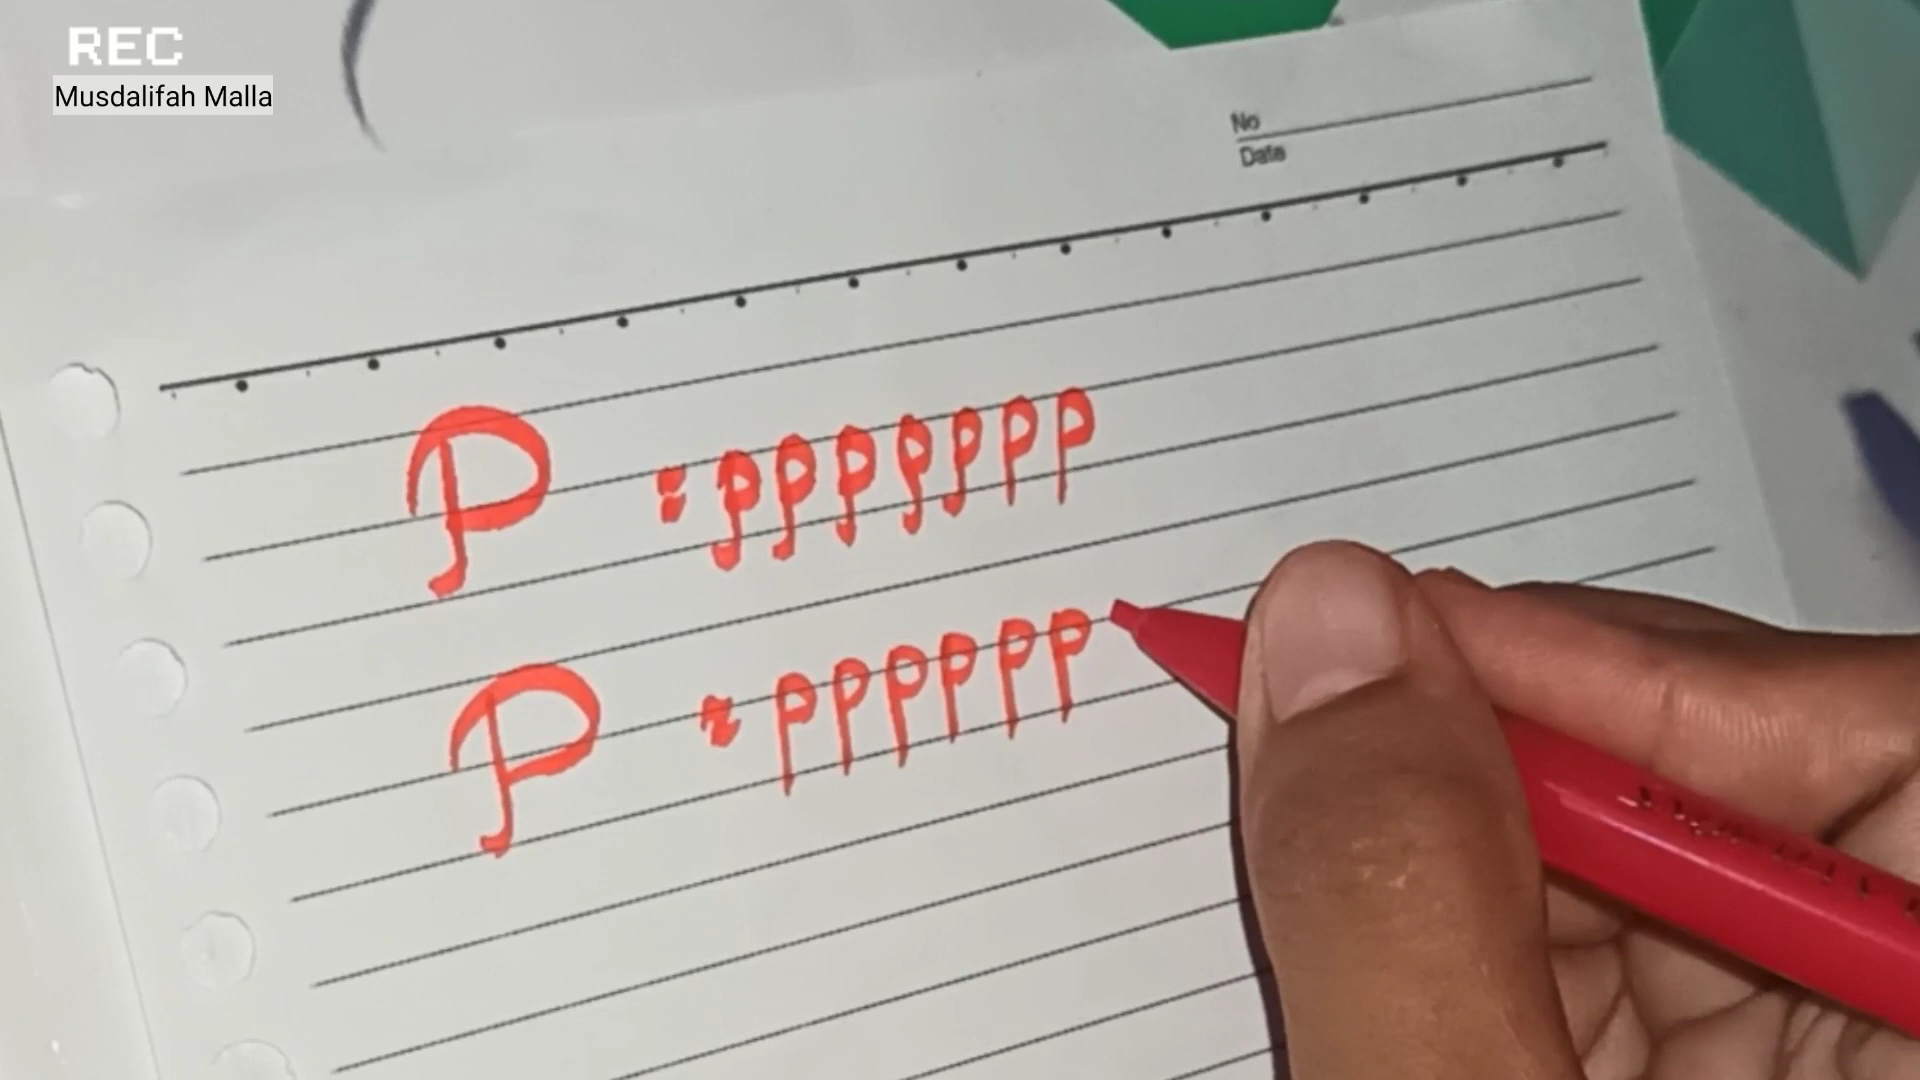 REC
Musdalifah Malla
No
Date
P = PPPPPPP
P = PPPPPP